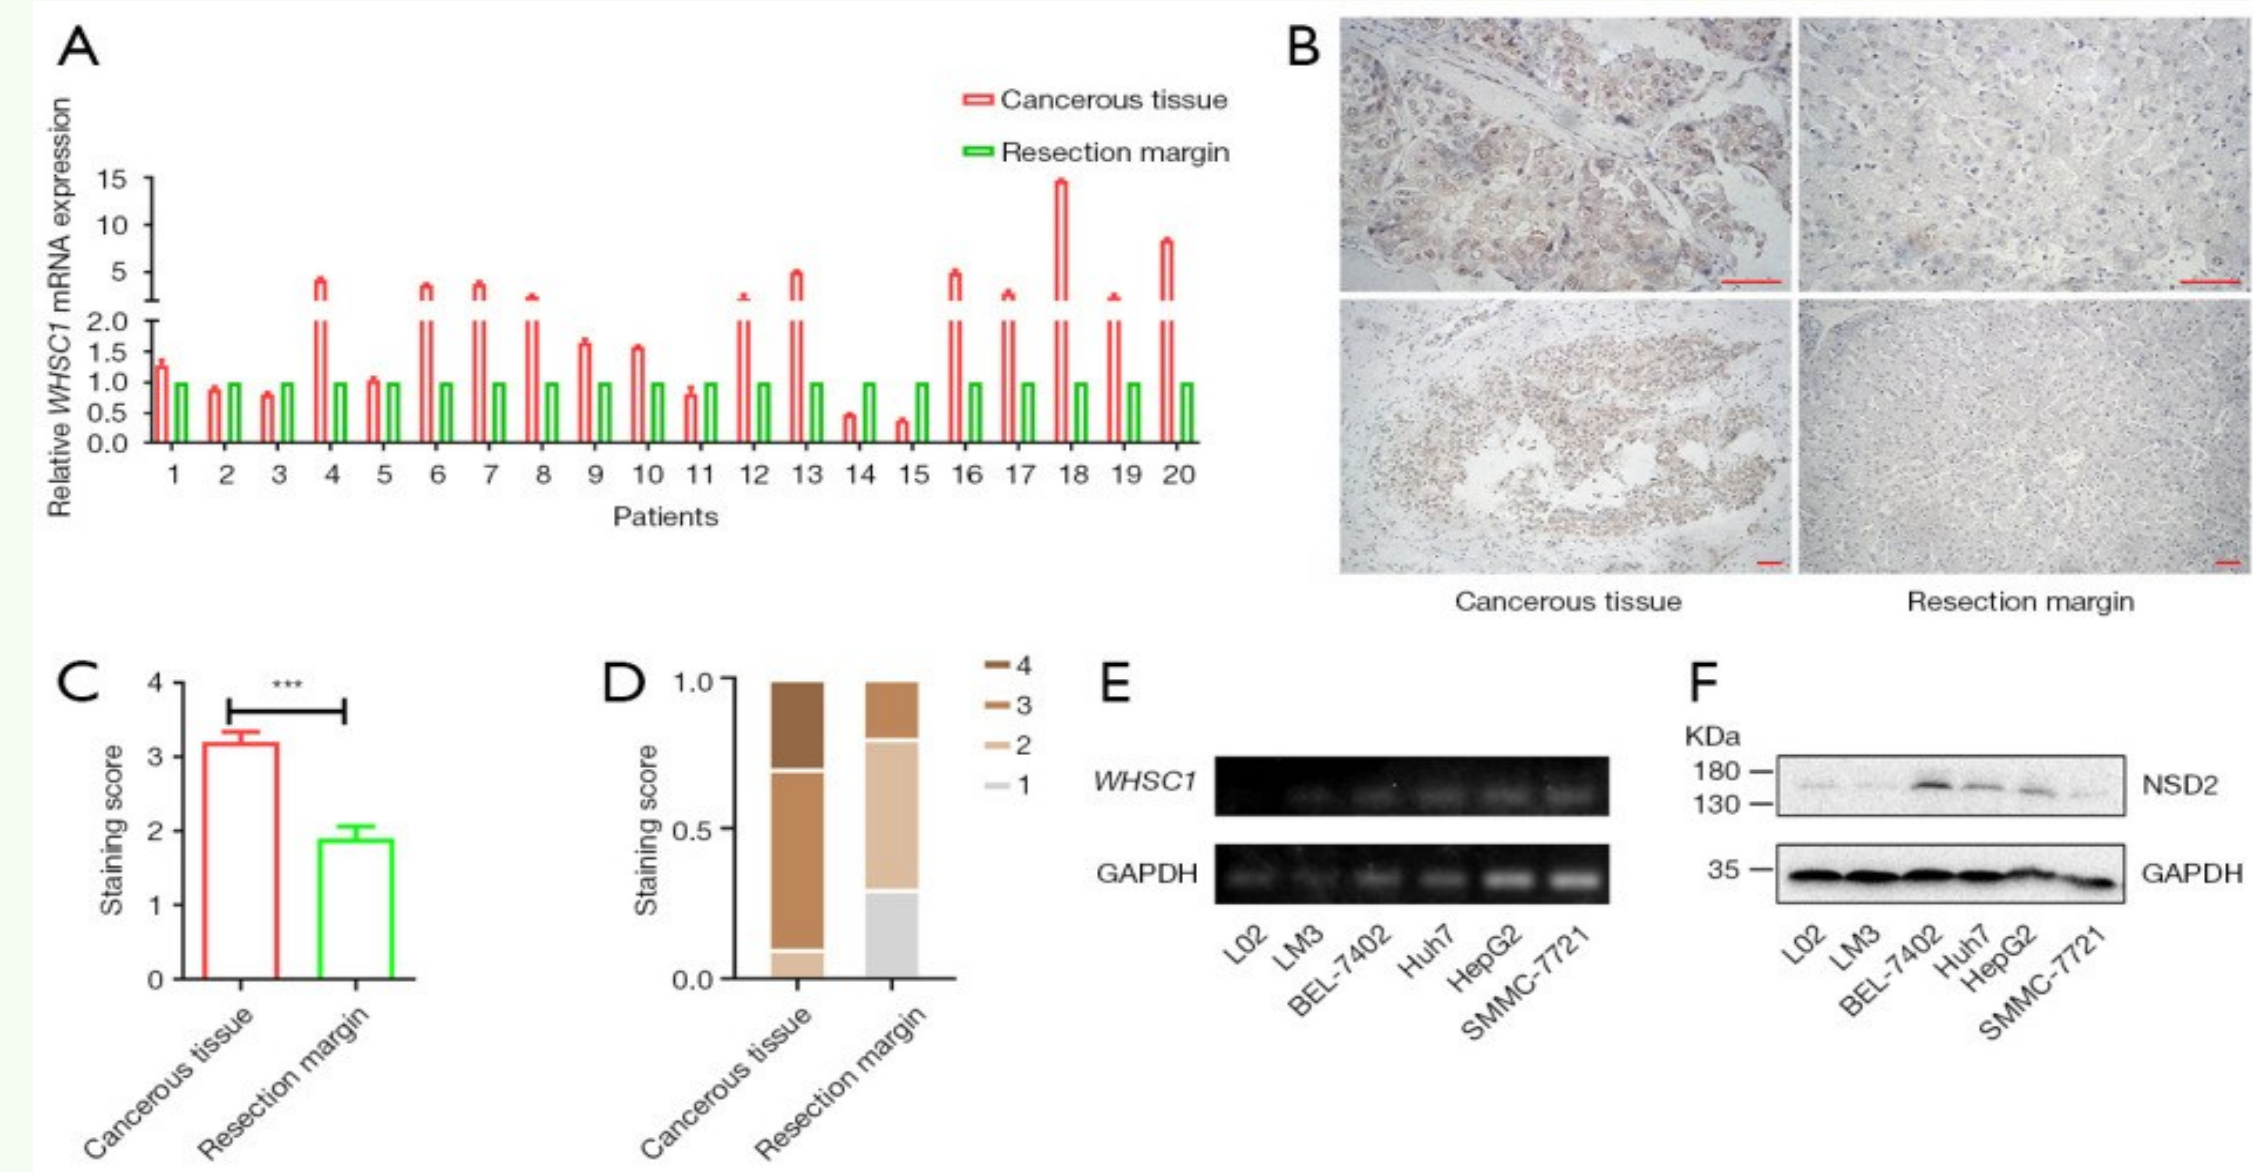 A
Relative WHSC1 mRNA expression
Cancerous tissue
Resection margin
15
10
5
2.0
1.5
1.0
0.5
0.0
1 2 3 4 5 6 7 8 9 10 11 12 13 14 15 16 17 18 19 20
Patients
B
Cancerous tissue Resection margin
C
Staining score
4
3
2
1
0
***
Cancerous tissue
Resection margin
D
Staining score
1.0
0.5
0.0
4
3
2
1
Cancerous tissue
Resection margin
E
WHSC1
GAPDH
L02 LM3 BEL-7402 Huh7 HepG2 SMMC-7721
F
KDa
180
130
NSD2
35
GAPDH
L02 LM3 BEL-7402 Huh7 HepG2 SMMC-7721